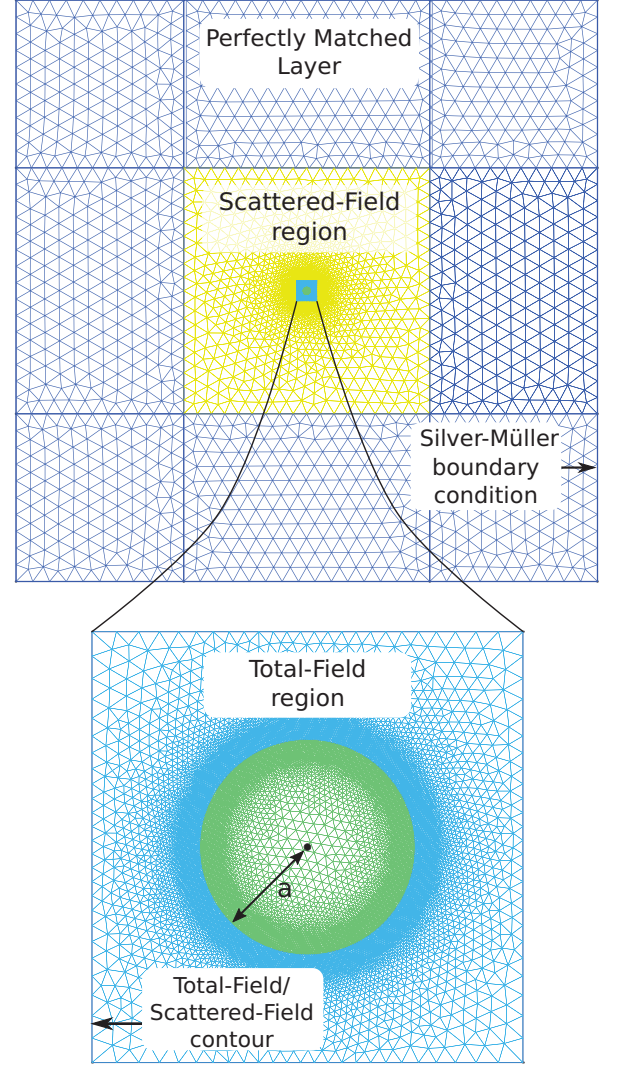 Perfectly Matched
Layer
Scattered-Field
region
Silver-Müller
boundary
condition
Total-Field
region
a
Total-Field/
Scattered-Field
contour